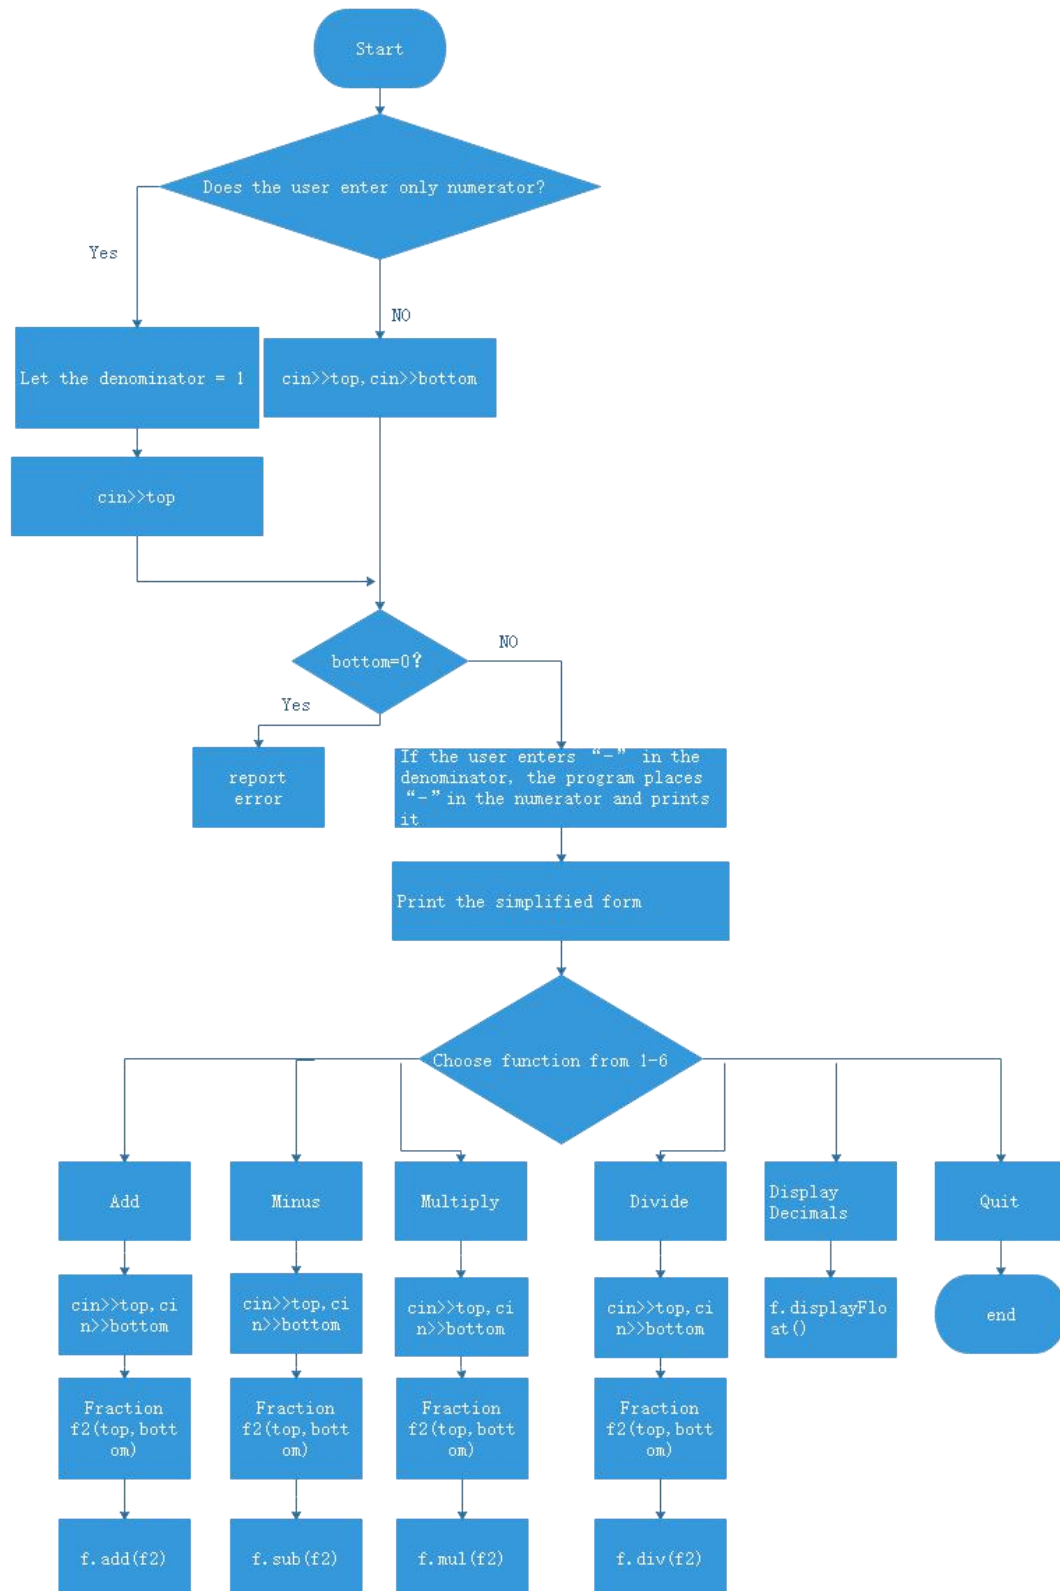 Start
Does the user enter only numerator?
Yes
NO
Let the denominator = 1
cin>>top,cin>>bottom
cin>>top
NO
bottom=0?
Yes
report
error
If the user enters “-” in the
denominator, the program places
“-”in the numerator and prints
it
Print the simplified form
Choose function from 1-6
Add
Minus
Multiply
Divide
Display
Decimals
Quit
cin>>top,ci
n>>bottom
cin>>top,ci
n>>bottom
cin>>top,ci
n>>bottom
cin>>top,ci
n>>bottom
f.displayFlo
at()
end
Fraction
f2(top,bott
om)
Fraction
f2(top,bott
om)
Fraction
f2(top,bott
om)
Fraction
f2(top,bott
om)
f.add(f2)
f.sub(f2)
f.mul(f2)
f.div(f2)